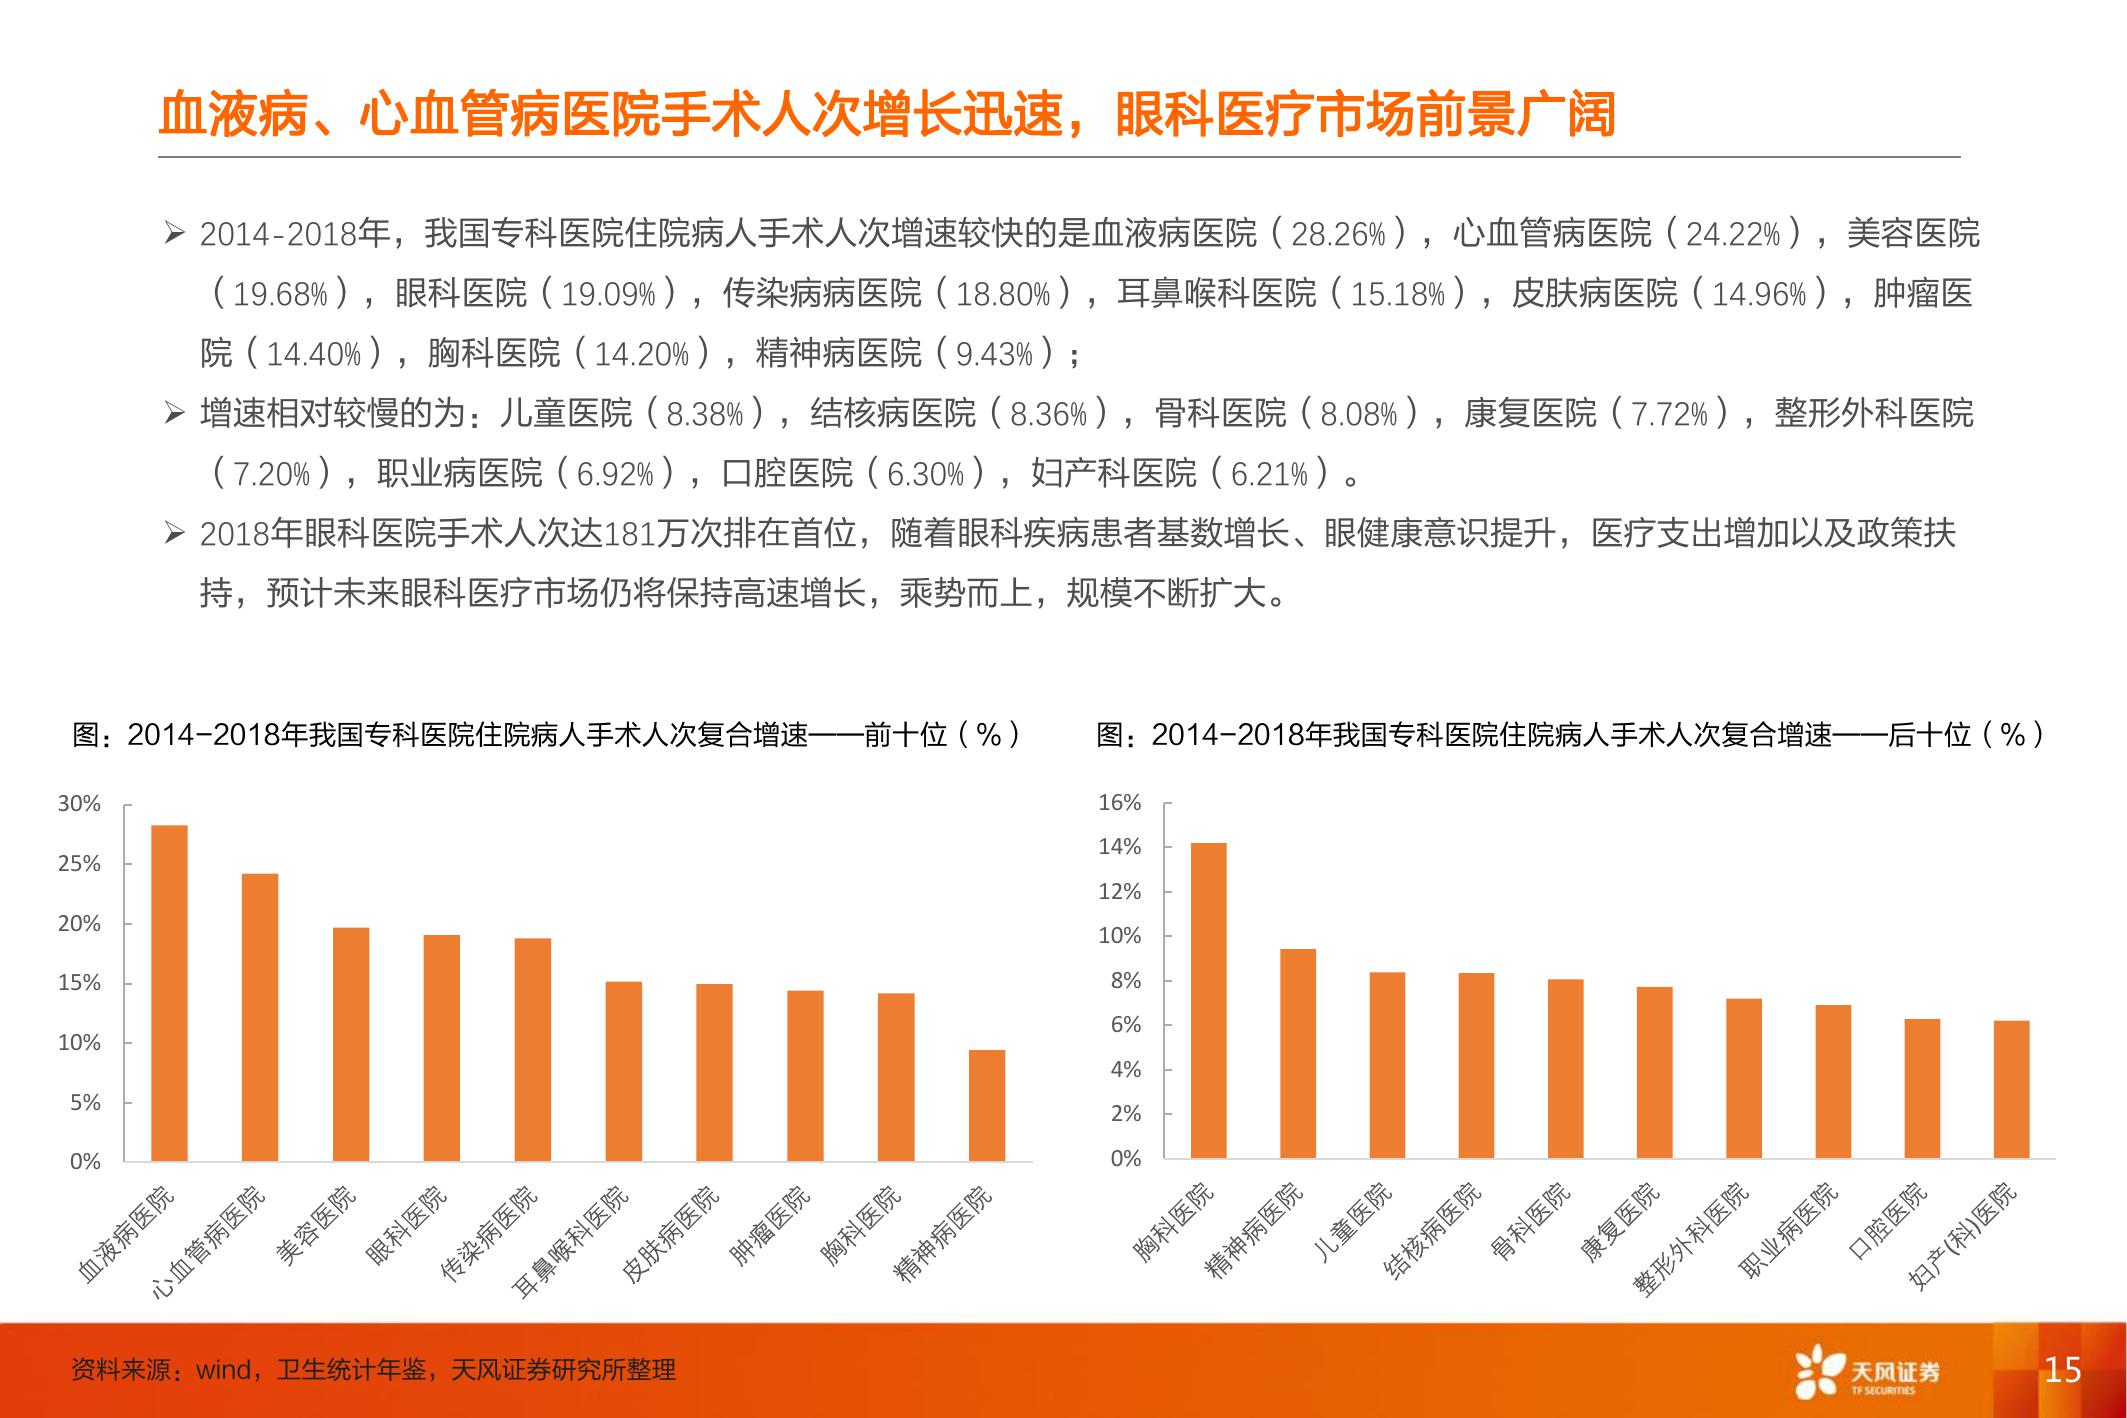 血液病、心血管病医院手术人次增长迅速，眼科医疗市场前景广阔
➢ 2014-2018年，我国专科医院住院病人手术人次增速较快的是血液病医院（28.26%），心血管病医院（24.22%），美容医院
（19.68%），眼科医院（19.09%），传染病病医院（18.80%），耳鼻喉科医院（15.18%），皮肤病医院（14.96%），肿瘤医
院（14.40%），胸科医院（14.20%），精神病医院（9.43%）；
➢ 增速相对较慢的为：儿童医院（8.38%），结核病医院（8.36%），骨科医院（8.08%），康复医院（7.72%），整形外科医院
（7.20%），职业病医院（6.92%），口腔医院（6.30%），妇产科医院（6.21%）。
➢ 2018年眼科医院手术人次达181万次排在首位，随着眼科疾病患者基数增长、眼健康意识提升，医疗支出增加以及政策扶
持，预计未来眼科医疗市场仍将保持高速增长，乘势而上，规模不断扩大。
图：2014-2018年我国专科医院住院病人手术人次复合增速——前十位（%）
30%
25%
20%
15%
10%
5%
0%
血液病医院
心血管病医院
美容医院
眼科医院
传染病医院
耳鼻喉科医院
皮肤病医院
肿瘤医院
胸科医院
精神病医院
图：2014-2018年我国专科医院住院病人手术人次复合增速——后十位（%）
16%
14%
12%
10%
8%
6%
4%
2%
0%
胸科医院
精神病医院
儿童医院
结核病医院
骨科医院
康复医院
整形外科医院
职业病医院
口腔医院
妇产(科)医院
资料来源：wind，卫生统计年鉴，天风证券研究所整理
天风证券
TF SECURITIES
15